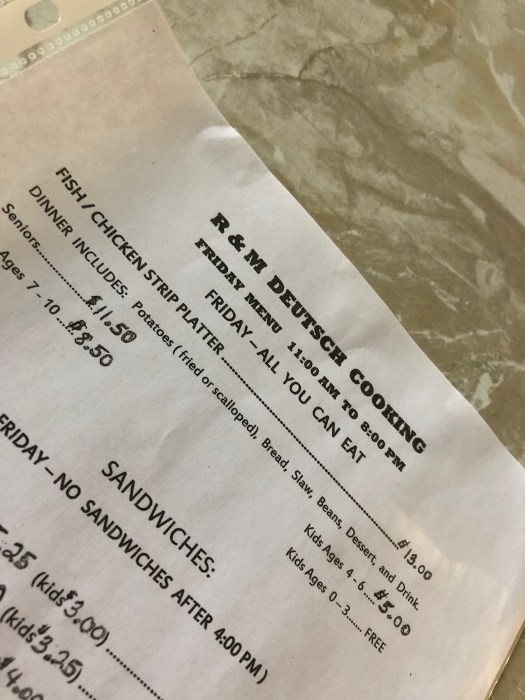 R & M DEUTSCH COOKING
FRIDAY MENU 11:00 AM TO 8:00 PM
FRIDAY – ALL YOU CAN EAT
FISH / CHICKEN STRIP PLATTER........................ $13.00
DINNER INCLUDES: Potatoes (fried or scalloped), Bread, Slaw, Beans, Dessert, and Drink.
Seniors............ $11.50 Kids Ages 4 - 6..... $5.00
Ages 7 - 10.... $8.50 Kids Ages 0 – 3...... FREE
SANDWICHES:
FRIDAY – NO SANDWICHES AFTER 4:00 PM )
.25 (kids $3.00)
(kids $3.25)
$4.00